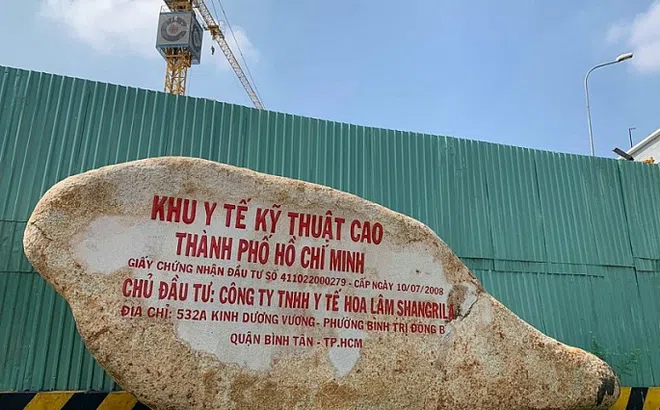 KHU Y TẾ KỸ THUẬT CAO
THÀNH PHỐ HỒ CHÍ MINH
GIẤY CHỨNG NHẬN ĐẦU TƯ SỐ 411022000279 - CẤP NGÀY 10/07/2008
CHỦ ĐẦU TƯ: CÔNG TY TNHH Y TẾ HOA LÂM SHANGRILA
ĐỊA CHỈ: 532A KINH DƯƠNG VƯƠNG- PHƯỜNG BÌNH TRỊ ĐÔNG B
QUẬN BÌNH TÂN - TP.HCM